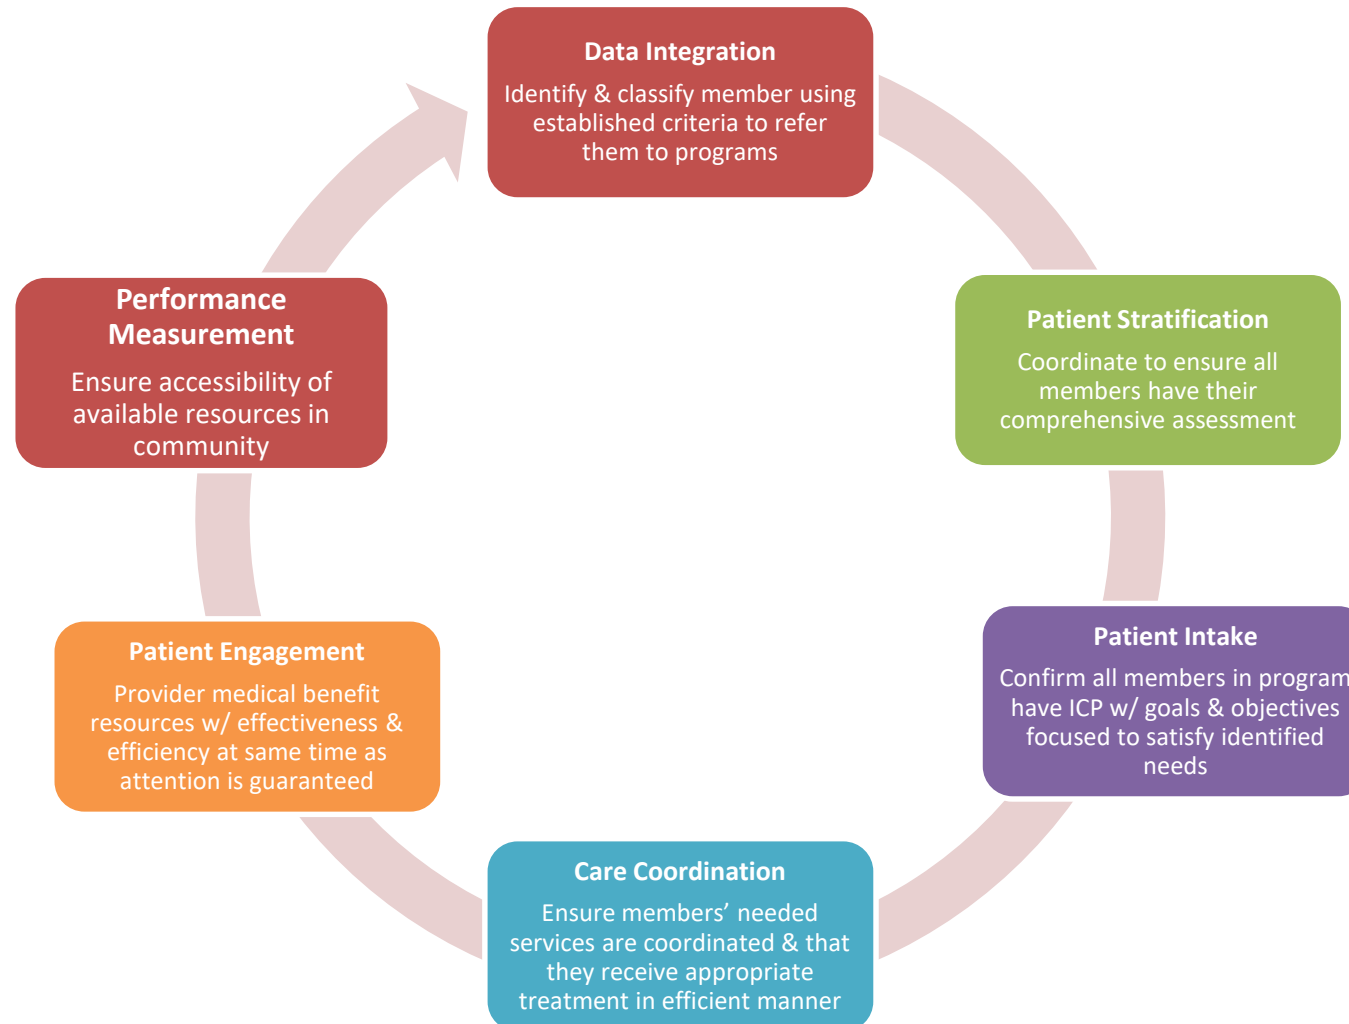 Data Integration
Identify & classify member using
established criteria to refer
them to programs
Patient Stratification
Coordinate to ensure all
members have their
comprehensive assessment
Patient Intake
Confirm all members in program
have ICP w/ goals & objectives
focused to satisfy identified
needs
Care Coordination
Ensure members’ needed
services are coordinated & that
they receive appropriate
treatment in efficient manner
Patient Engagement
Provider medical benefit
resources w/ effectiveness &
efficiency at same time as
attention is guaranteed
Performance
Measurement
Ensure accessibility of
available resources in
community